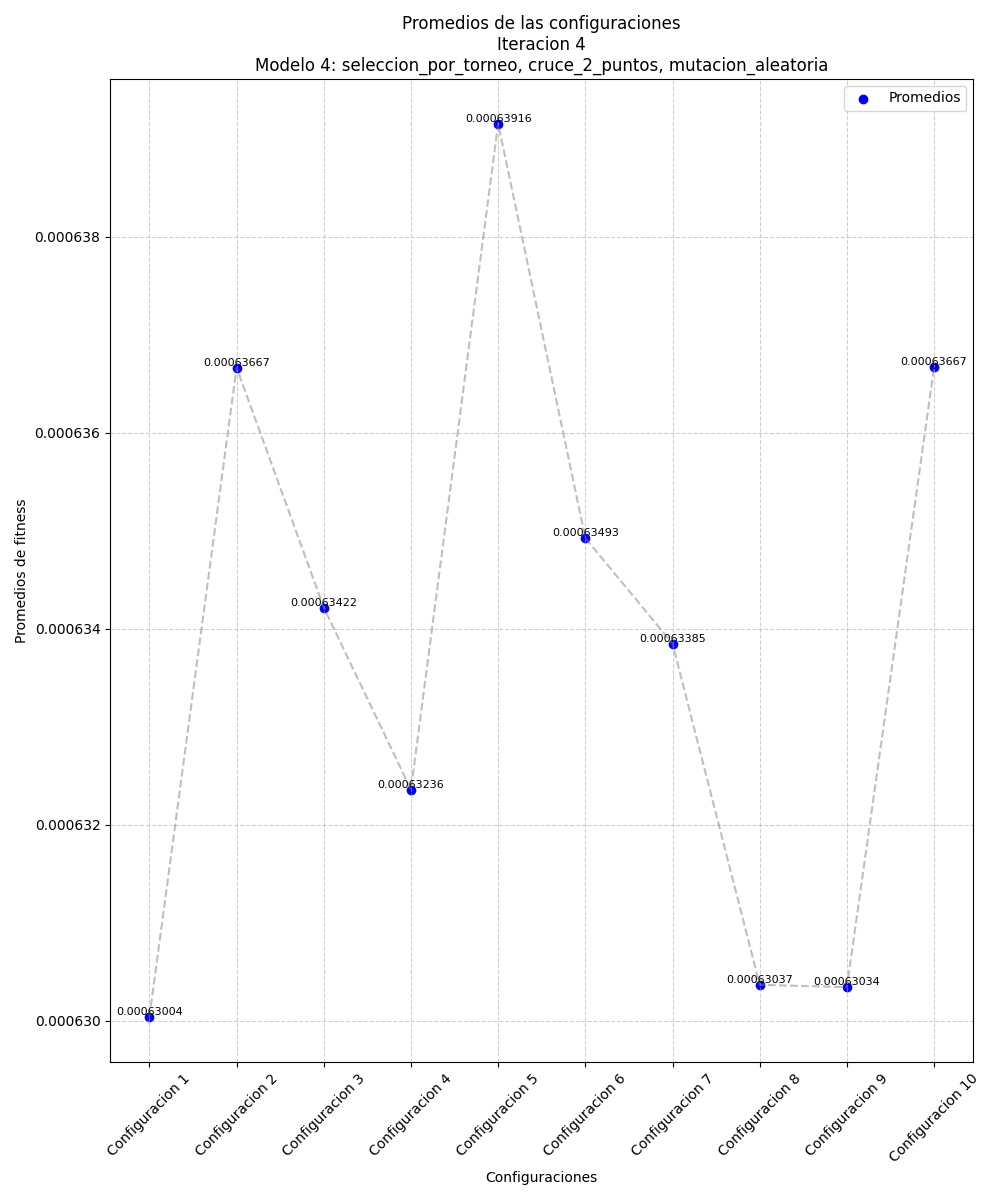 Promedios de las configuraciones
Iteracion 4
Modelo 4: seleccion_por_torneo, cruce_2_puntos, mutacion_aleatoria
Promedios
0.00063916
0.000638
0.00063667
0.00063667
0.000636
0.00063493
0.00063422
0.000634
0.00063385
0.00063236
0.000632
0.00063037
0.00063034
0.00063004
0.000630
Promedios de fitness
Configuracion 1
Configuracion 2
Configuracion 3
Configuracion 4
Configuracion 5
Configuracion 6
Configuracion 7
Configuracion 8
Configuracion 9
Configuracion 10
Configuraciones